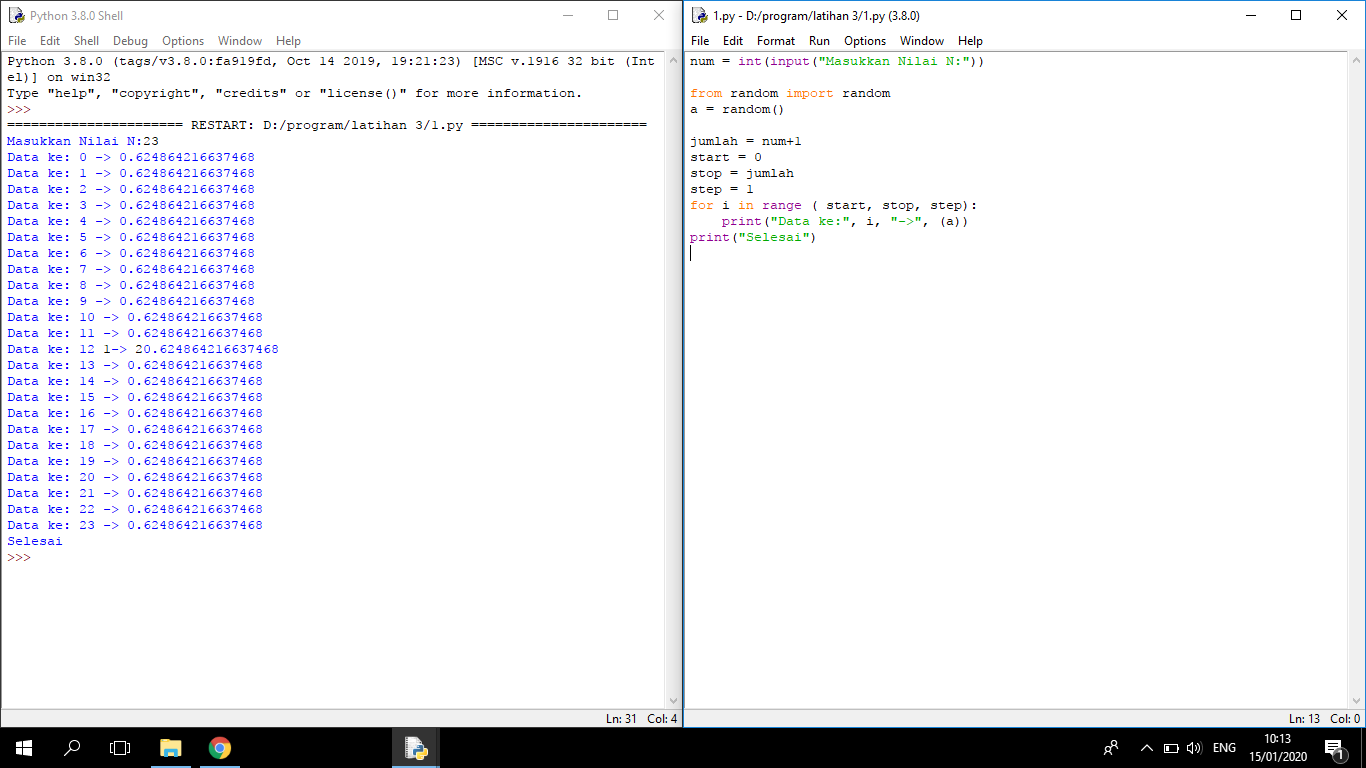 Python 3.8.0 Shell
File Edit Shell Debug Options Window Help
Python 3.8.0 (tags/v3.8.0:fa919fd, Oct 14 2019, 19:21:23) [MSC v.1916 32 bit (Int
el)] on win32
Type "help", "copyright", "credits" or "license()" for more information.
>>>
====================== RESTART: D:/program/latihan 3/1.py ======================
Masukkan Nilai N:23
Data ke: 0 -> 0.624864216637468
Data ke: 1 -> 0.624864216637468
Data ke: 2 -> 0.624864216637468
Data ke: 3 -> 0.624864216637468
Data ke: 4 -> 0.624864216637468
Data ke: 5 -> 0.624864216637468
Data ke: 6 -> 0.624864216637468
Data ke: 7 -> 0.624864216637468
Data ke: 8 -> 0.624864216637468
Data ke: 9 -> 0.624864216637468
Data ke: 10 -> 0.624864216637468
Data ke: 11 -> 0.624864216637468
Data ke: 12 1-> 20.624864216637468
Data ke: 13 -> 0.624864216637468
Data ke: 14 -> 0.624864216637468
Data ke: 15 -> 0.624864216637468
Data ke: 16 -> 0.624864216637468
Data ke: 17 -> 0.624864216637468
Data ke: 18 -> 0.624864216637468
Data ke: 19 -> 0.624864216637468
Data ke: 20 -> 0.624864216637468
Data ke: 21 -> 0.624864216637468
Data ke: 22 -> 0.624864216637468
Data ke: 23 -> 0.624864216637468
Selesai
>>>
Ln: 31 Col: 4
1.py - D:/program/latihan 3/1.py (3.8.0)
File Edit Format Run Options Window Help
num = int(input("Masukkan Nilai N:"))
from random import random
a = random()
jumlah = num+1
start = 0
stop = jumlah
step = 1
for i in range ( start, stop, step):
    print("Data ke:", i, "->", (a))
print("Selesai")
Ln: 13 Col: 0
ENG
10:13
15/01/2020
1